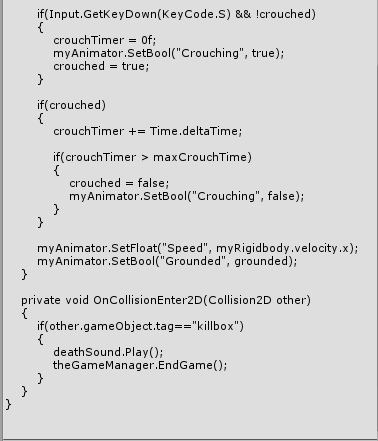 if(Input.GetKeyDown(KeyCode.S) && !crouched)
{
crouchTimer = 0f;
myAnimator.SetBool("Crouching", true);
crouched = true;
}
if(crouched)
{
crouchTimer += Time.deltaTime;
if(crouchTimer > maxCrouchTime)
{
crouched = false;
myAnimator.SetBool("Crouching", false);
}
}
myAnimator.SetFloat("Speed", myRigidbody.velocity.x);
myAnimator.SetBool("Grounded", grounded);
}
private void OnCollisionEnter2D(Collision2D other)
{
if(other.gameObject.tag=="killbox")
{
deathSound.Play();
theGameManager.EndGame();
}
}
}